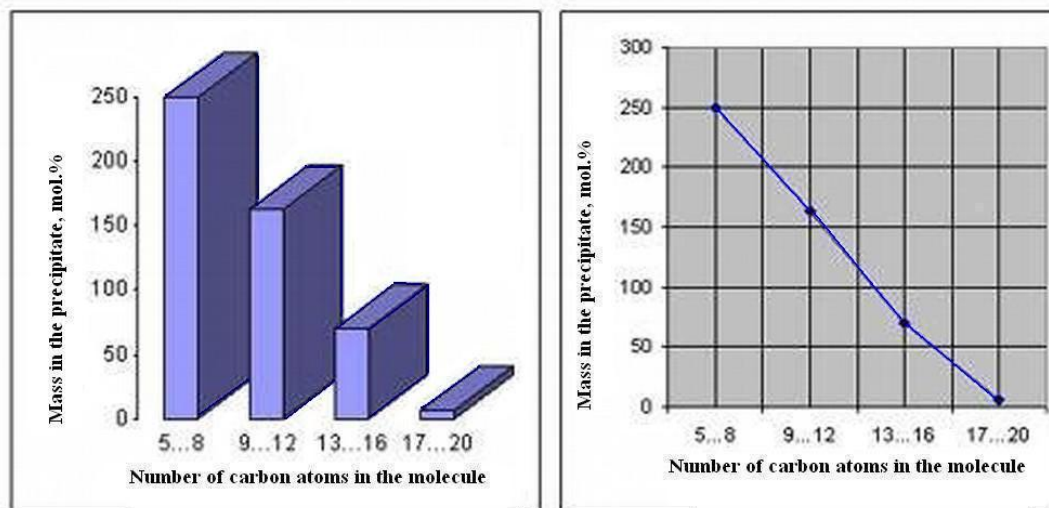 Mass in the precipitate, mol.%
250
200
150
100
50
0
5...8 9...12 13...16 17...20
Number of carbon atoms in the molecule
Mass in the precipitate, mol.%
300
250
200
150
100
50
0
5...8 9...12 13...16 17...20
Number of carbon atoms in the molecule